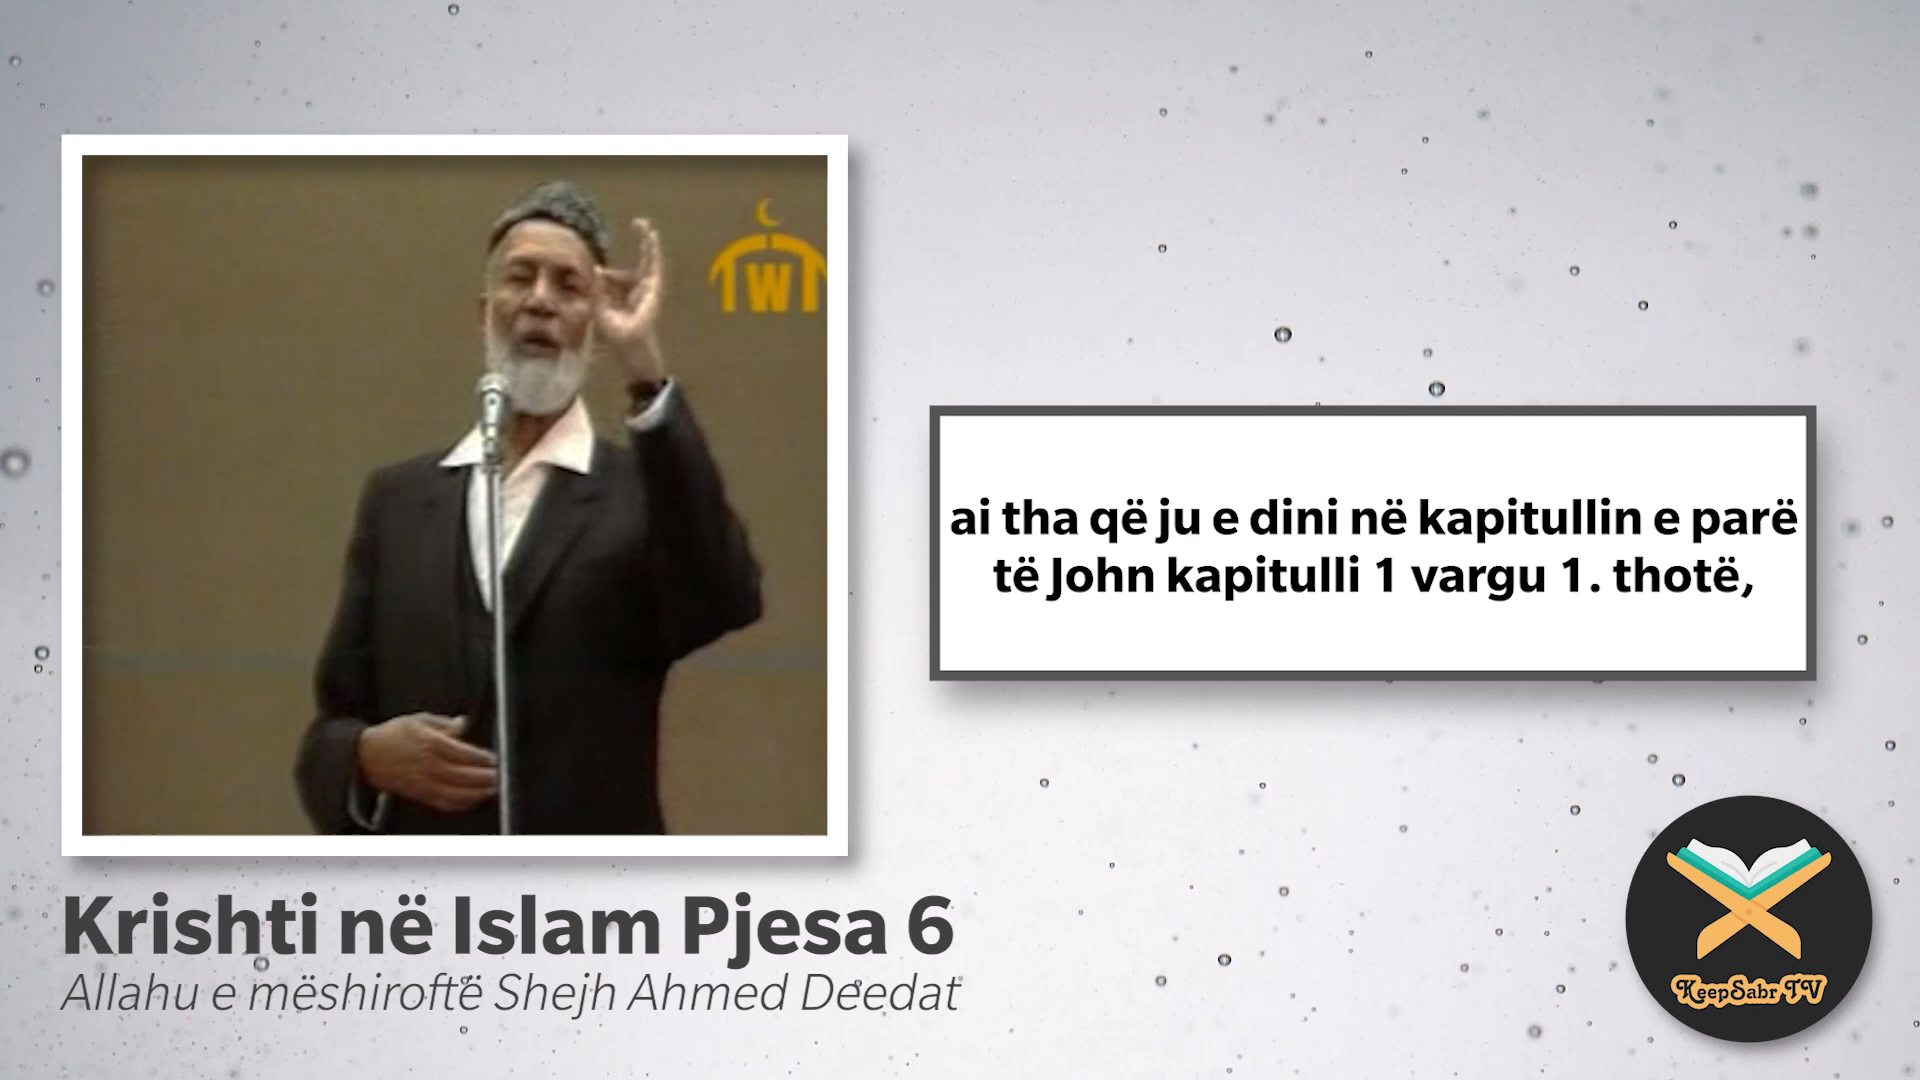 W
ai tha që ju e dini në kapitullin e parë
të John kapitulli 1 vargu 1. thotë,
Krishti në Islam Pjesa 6
Allahu e mëshiroftë Shejh Ahmed Deedat
KeepSabr TV